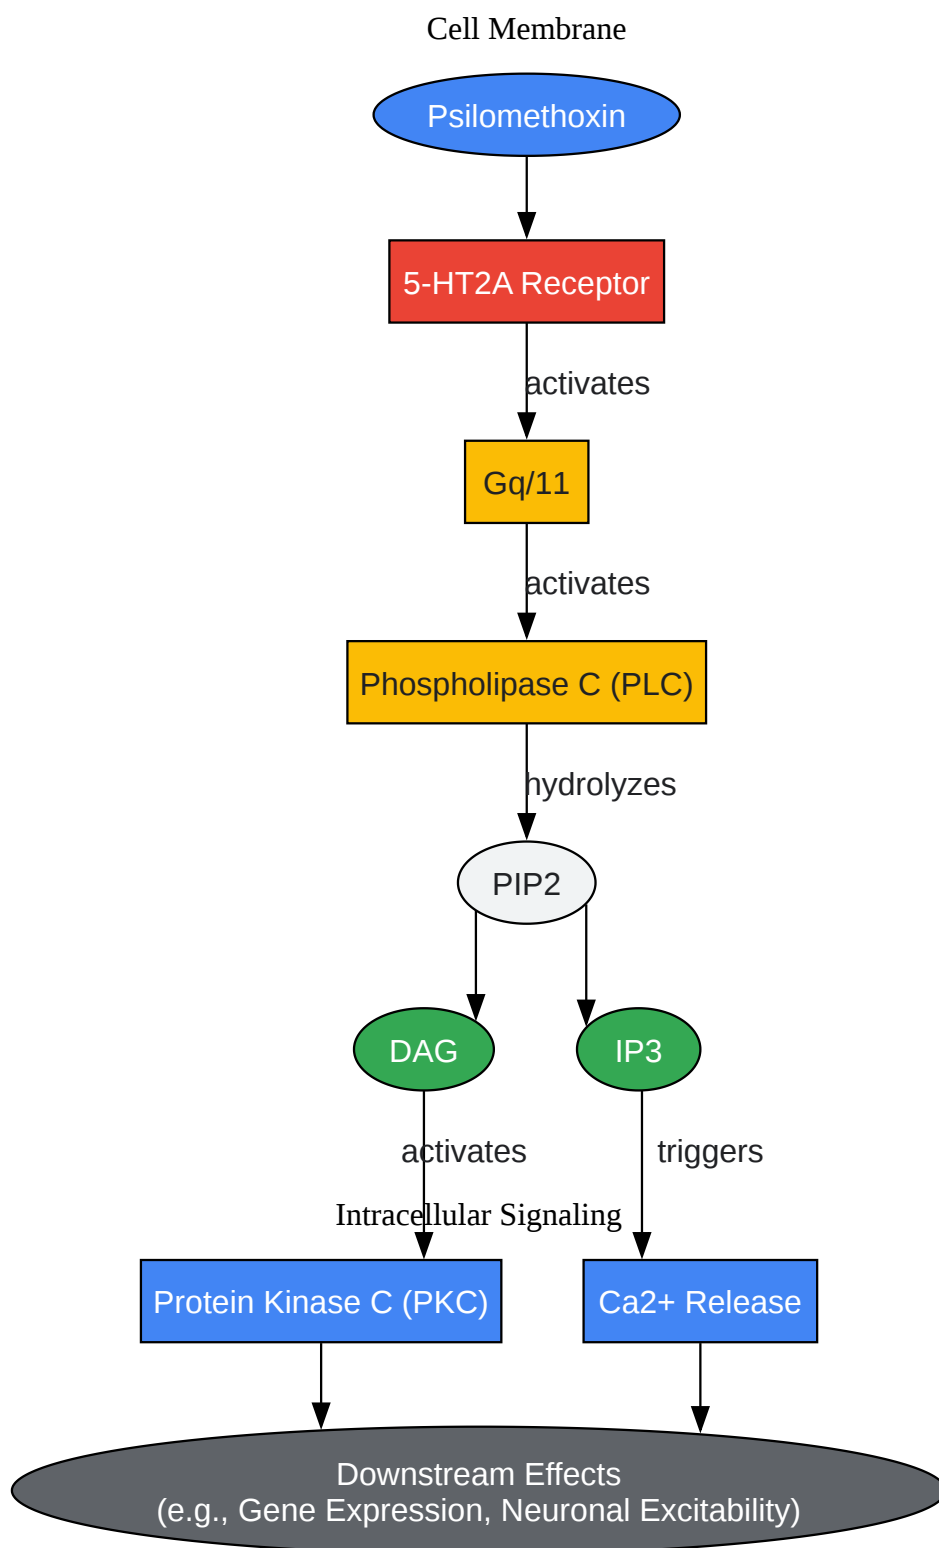 Cell Membrane
Psilomethoxin
5-HT2A Receptor
activates
Gq/11
activates
Phospholipase C (PLC)
hydrolyzes
PIP2
DAG
IP3
activates
triggers
Intracellular Signaling
Protein Kinase C (PKC)
Ca2+ Release
Downstream Effects
(e.g., Gene Expression, Neuronal Excitability)